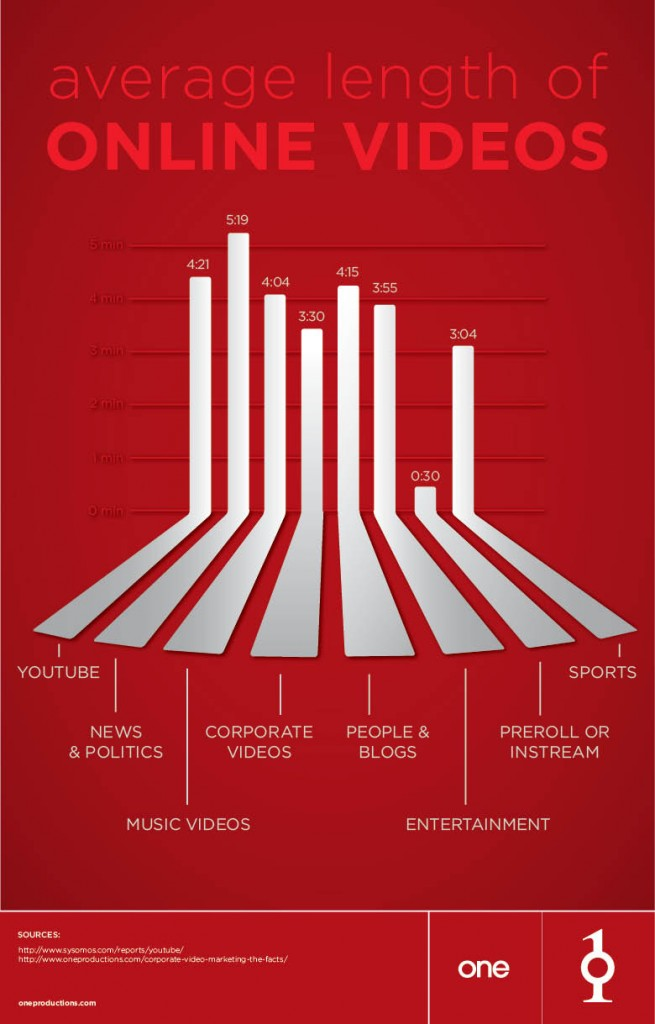 average length of
ONLINE VIDEOS
5:19
5 min
4:21
4:04
4:15
3:55
4 min
3:30
3:04
3 min
2 min
1 min
0:30
0 min
YOUTUBE
SPORTS
NEWS
& POLITICS
CORPORATE
VIDEOS
PEOPLE &
BLOGS
PREROLL OR
INSTREAM
MUSIC VIDEOS
ENTERTAINMENT
SOURCES:
http://www.sysomos.com/reports/youtube/
http://www.oneproductions.com/corporate-video-marketing-the-facts/
oneproductions.com
one